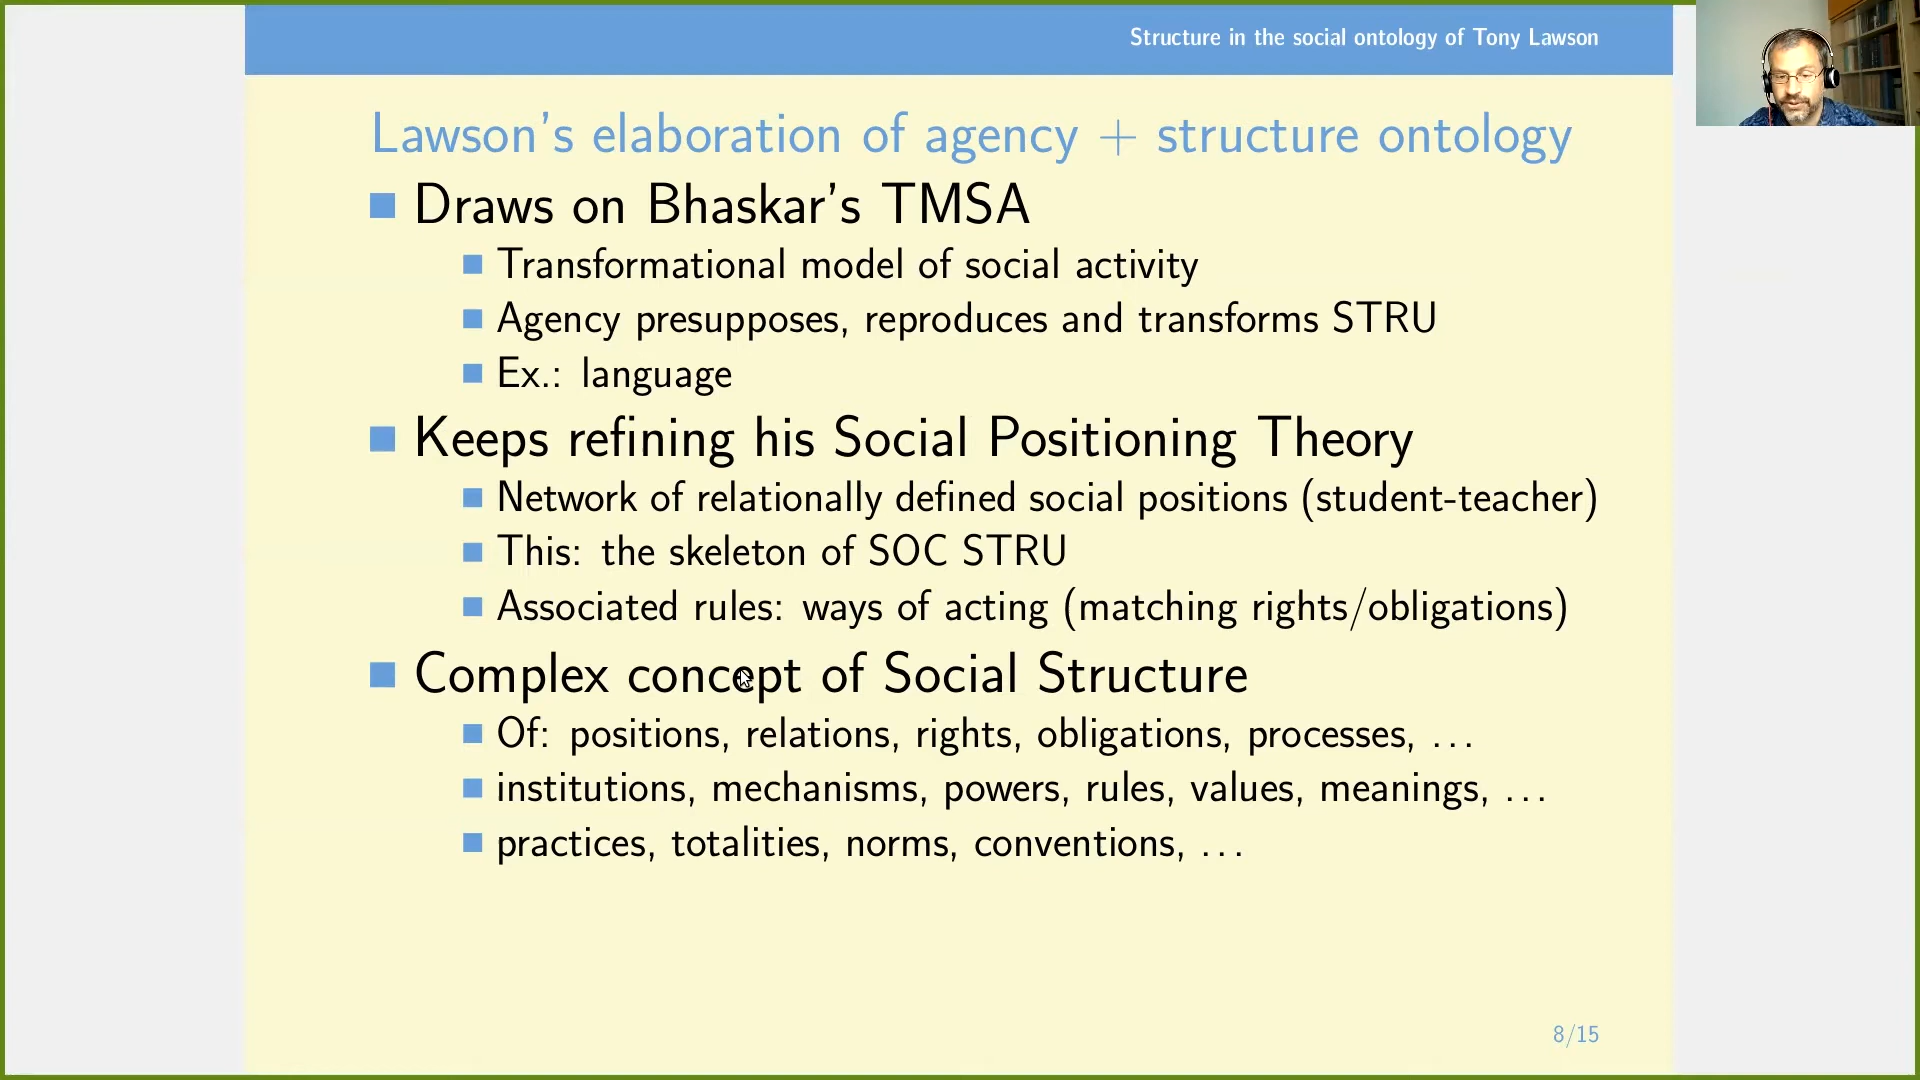 Structure in the social ontology of Tony Lawson
Lawson's elaboration of agency + structure ontology
Draws on Bhaskar's TMSA
Transformational model of social activity
Agency presupposes, reproduces and transforms STRU
Ex.: language
Keeps refining his Social Positioning Theory
Network of relationally defined social positions (student-teacher)
This: the skeleton of SOC STRU
Associated rules: ways of acting (matching rights/obligations)
Complex concept of Social Structure
Of: positions, relations, rights, obligations, processes, ...
institutions, mechanisms, powers, rules, values, meanings, ...
practices, totalities, norms, conventions, ...
8/15